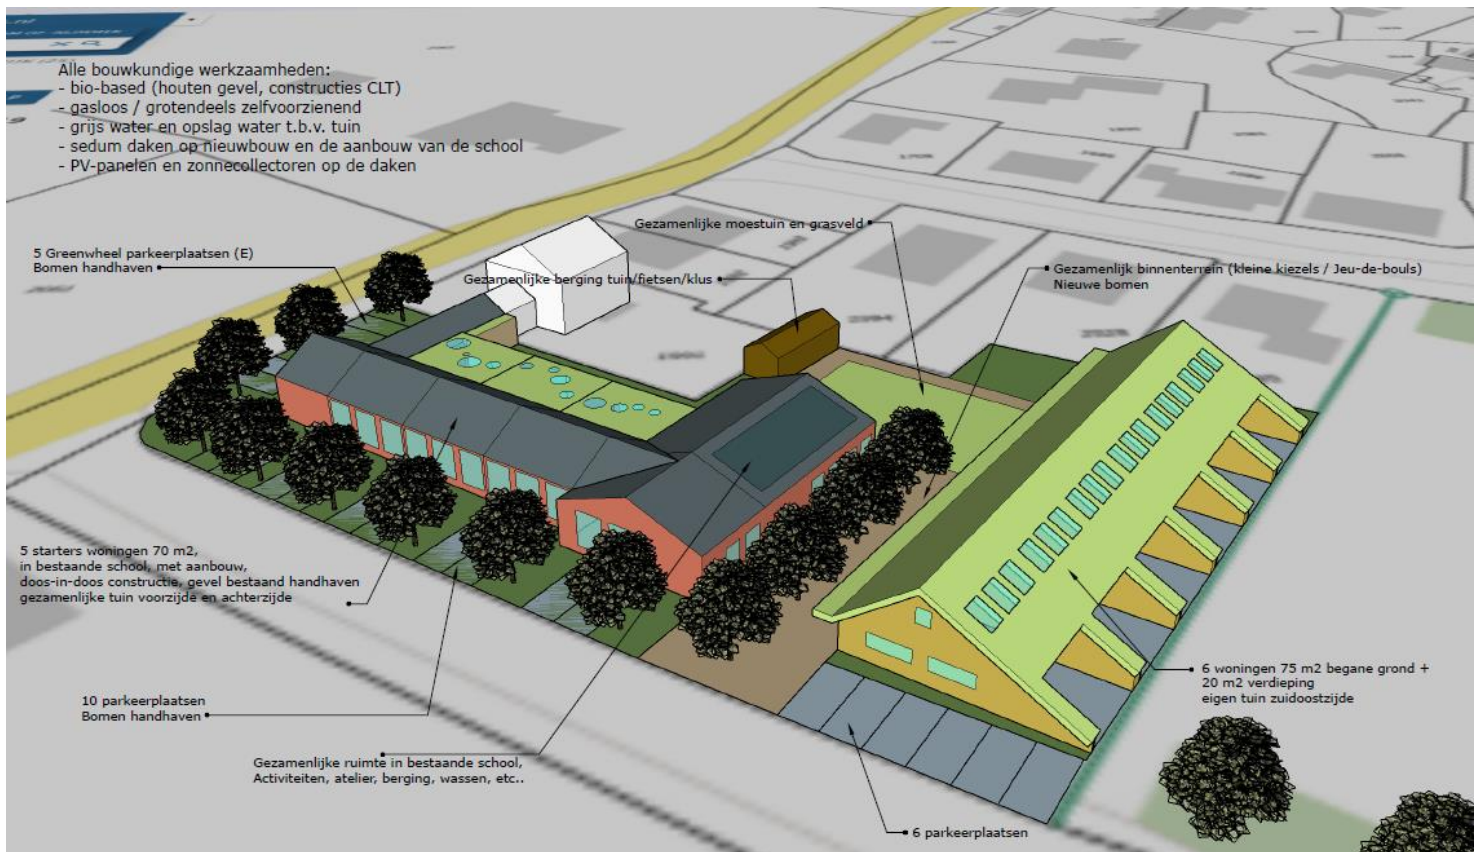 .nl
Alle bouwkundige werkzaamheden:
- bio-based (houten gevel, constructies CLT)
- gasloos / grotendeels zelfvoorzienend
- grijs water en opslag water t.b.v. tuin
- sedum daken op nieuwbouw en de aanbouw van de school
- PV-panelen en zonnecollectoren op de daken
5 Greenwheel parkeerplaatsen (E)
Bomen handhaven
Gezamenlijke moestuin en grasveld
Gezamenlijke berging tuin/fietsen/klus
Gezamenlijk binnenterrein (kleine kiezels / Jeu-de-bouls)
Nieuwe bomen
5 starters woningen 70 m2,
in bestaande school, met aanbouw,
doos-in-doos constructie, gevel bestaand handhaven
gezamenlijke tuin voorzijde en achterzijde
6 woningen 75 m2 begane grond +
20 m2 verdieping
eigen tuin zuidoostzijde
10 parkeerplaatsen
Bomen handhaven
Gezamenlijke ruimte in bestaande school,
Activiteiten, atelier, berging, wassen, etc..
6 parkeerplaatsen